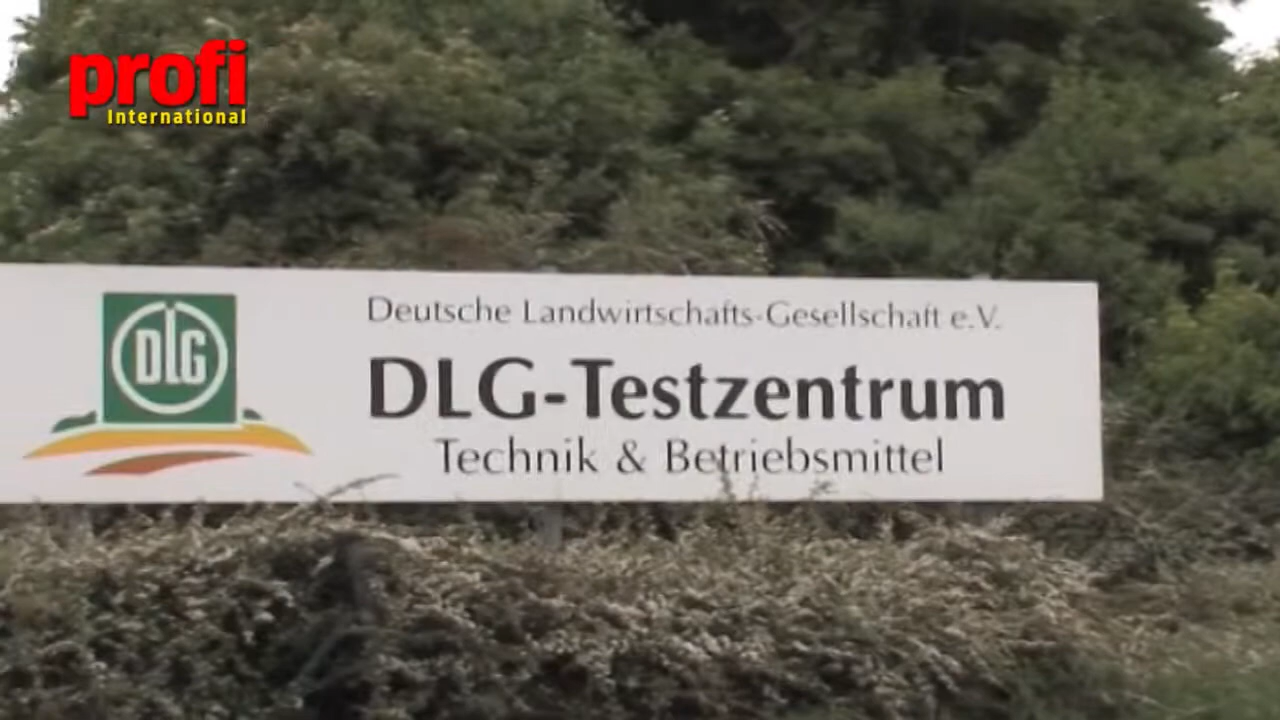 profi
International
DLG
Deutsche Landwirtschafts-Gesellschaft e.V.
DLG-Testzentrum
Technik & Betriebsmittel